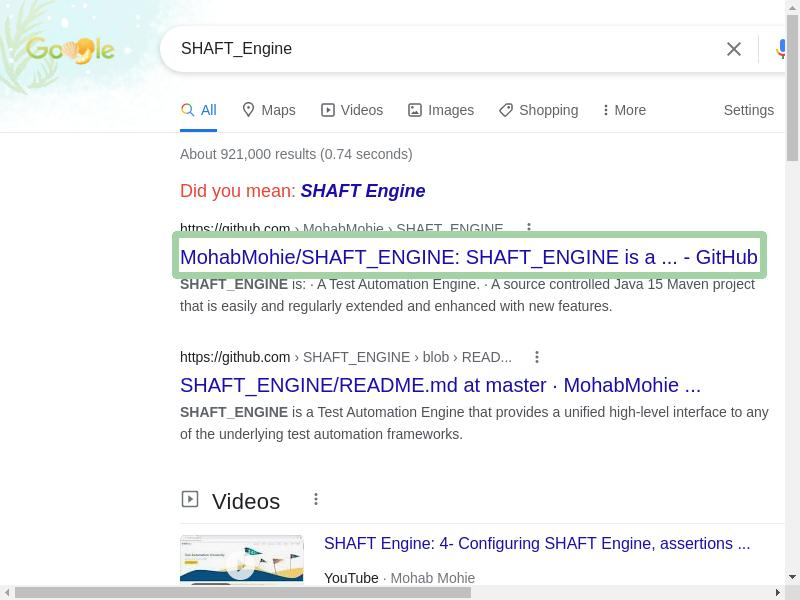 Google
SHAFT_Engine
All Maps Videos Images Shopping More Settings
About 921,000 results (0.74 seconds)
Did you mean: SHAFT Engine
https://github.com › MohabMohie › SHAFT_ENGINE
MohabMohie/SHAFT_ENGINE: SHAFT_ENGINE is a ... - GitHub
SHAFT_ENGINE is: · A Test Automation Engine. · A source controlled Java 15 Maven project
that is easily and regularly extended and enhanced with new features.
https://github.com › SHAFT_ENGINE › blob › READ...
SHAFT_ENGINE/README.md at master · MohabMohie ...
SHAFT_ENGINE is a Test Automation Engine that provides a unified high-level interface to any
of the underlying test automation frameworks.
Videos
SHAFT Engine: 4- Configuring SHAFT Engine, assertions ...
YouTube · Mohab Mohie